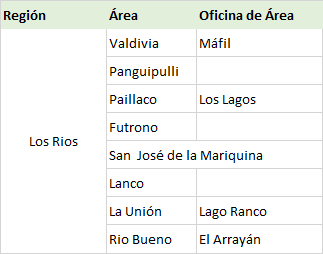 Región Área Oficina de Área
Valdivia Máfil
Panguipulli
Paillaco Los Lagos
Futrono
Los Rios
San José de la Mariquina
Lanco
La Unión Lago Ranco
Rio Bueno El Arrayán